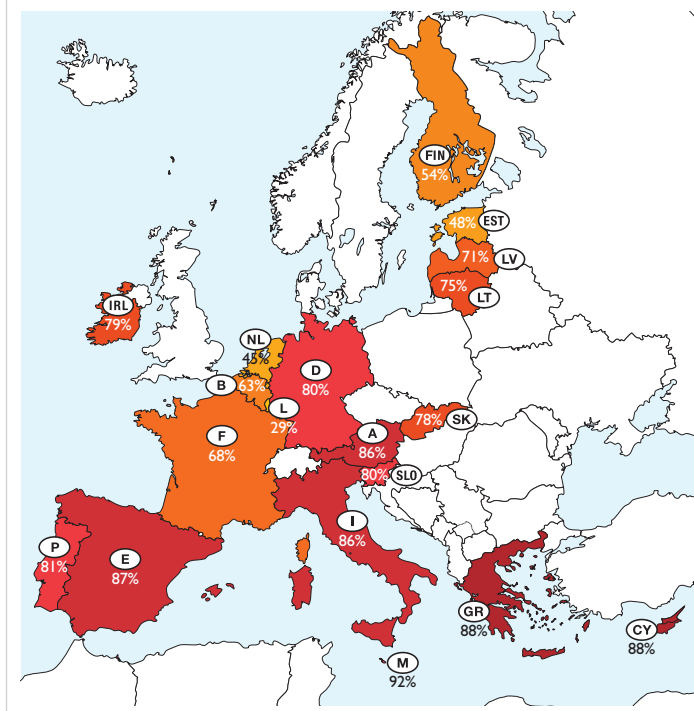 FIN
54%
48% EST
71% LV
75%
LT
IRL
79%
NL
45%
D
80%
B 63%
L
29%
F
68%
78% SK
A
86%
80% SLO
I
86%
P
81%
E
87%
GR
88%
CY
88%
M
92%